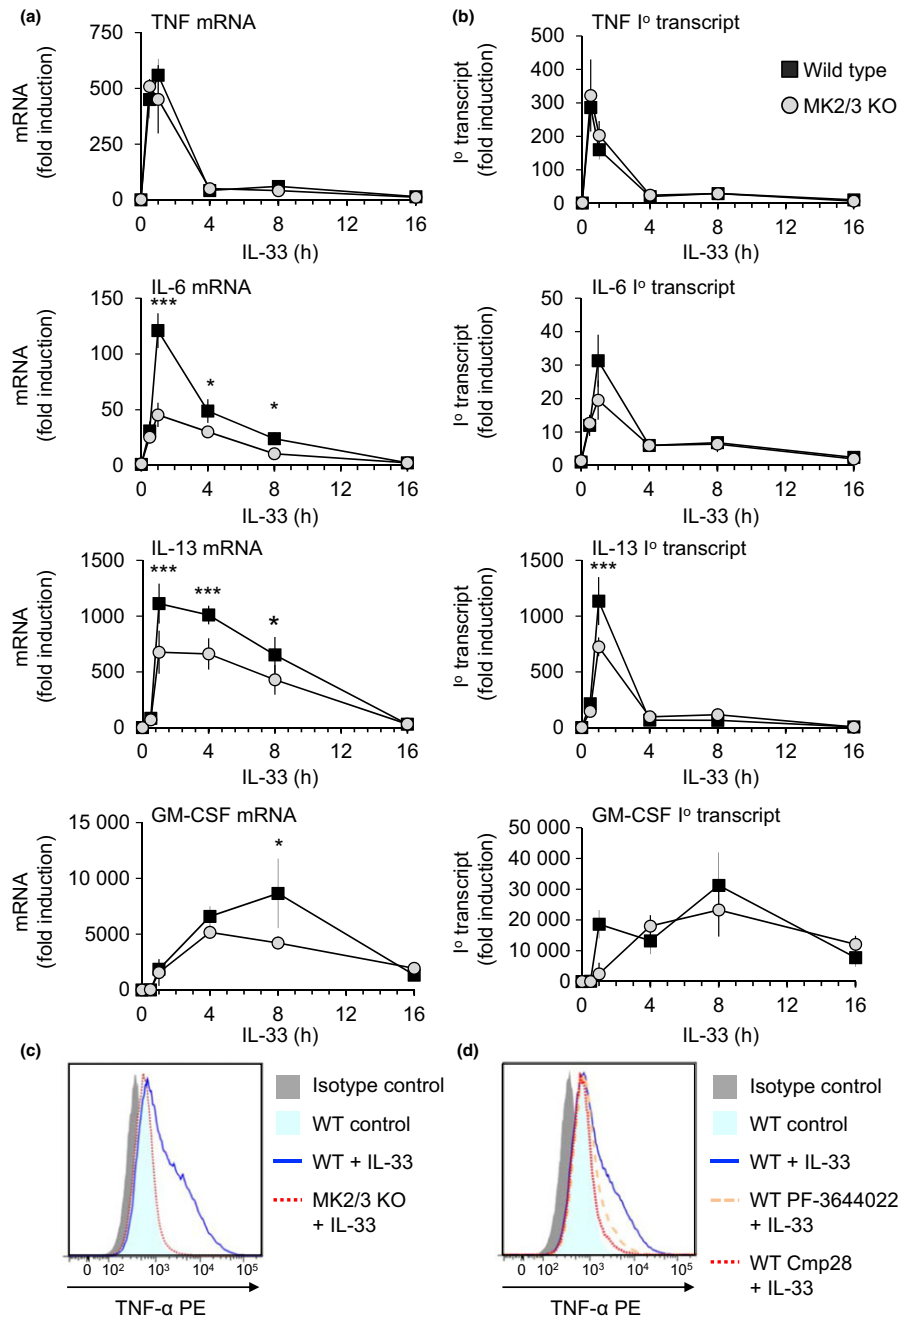 (a)
TNF mRNA
mRNA
(fold induction)
750
500
250
0
0 4 8 12 16
IL-33 (h)
IL-6 mRNA
mRNA
(fold induction)
150
100
50
0
***
*
*
0 4 8 12 16
IL-33 (h)
IL-13 mRNA
mRNA
(fold induction)
1500
1000
500
0
***
***
*
0 4 8 12 16
IL-33 (h)
GM-CSF mRNA
mRNA
(fold induction)
15 000
10 000
5000
0
*
0 4 8 12 16
IL-33 (h)
(b)
TNF Iº transcript
Iº transcript
(fold induction)
500
400
300
200
100
0
Wild type
MK2/3 KO
0 4 8 12 16
IL-33 (h)
IL-6 Iº transcript
Iº transcript
(fold induction)
50
40
30
20
10
0
0 4 8 12 16
IL-33 (h)
IL-13 Iº transcript
Iº transcript
(fold induction)
1500
1000
500
0
***
0 4 8 12 16
IL-33 (h)
GM-CSF Iº transcript
Iº transcript
(fold induction)
50 000
40 000
30 000
20 000
10 000
0
0 4 8 12 16
IL-33 (h)
(c)
0 10² 10³ 10⁴ 10⁵
TNF-α PE
Isotype control
WT control
WT + IL-33
MK2/3 KO
+ IL-33
(d)
0 10² 10³ 10⁴ 10⁵
TNF-α PE
Isotype control
WT control
WT + IL-33
WT PF-3644022
+ IL-33
WT Cmp28
+ IL-33